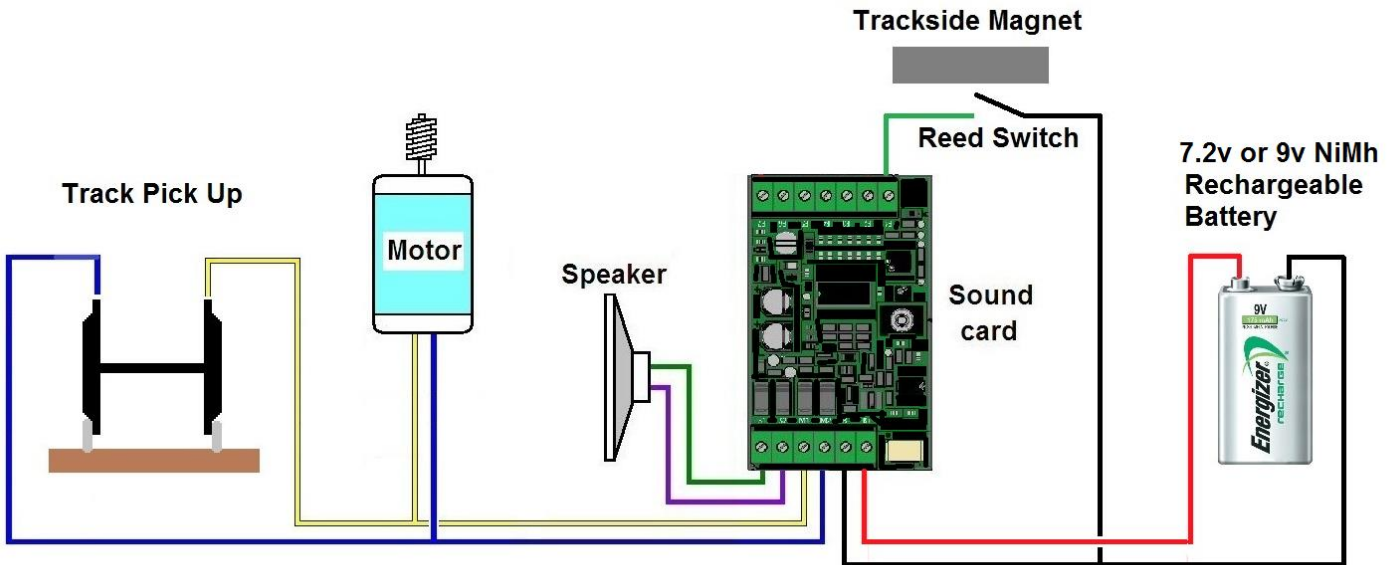 Trackside Magnet
Reed Switch
7.2v or 9v NiMh
Rechargeable
Battery
Track Pick Up
Motor
Speaker
Sound
card
9V
Energizer
recharge